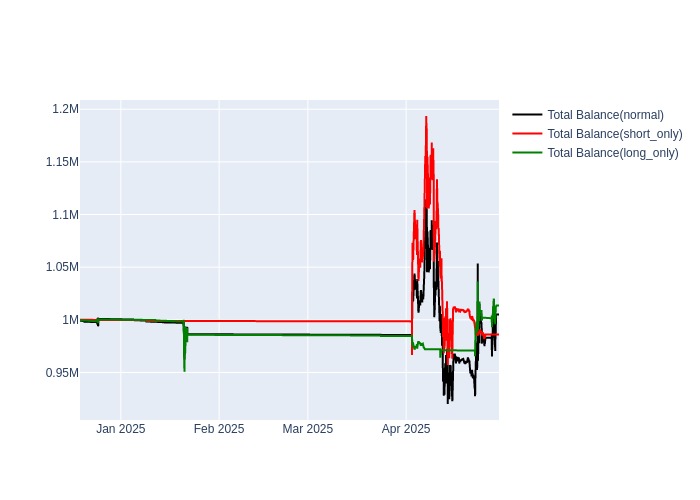 1.2M
1.15M
1.1M
1.05M
1M
0.95M
Jan 2025
Feb 2025
Mar 2025
Apr 2025
Total Balance(normal)
Total Balance(short_only)
Total Balance(long_only)